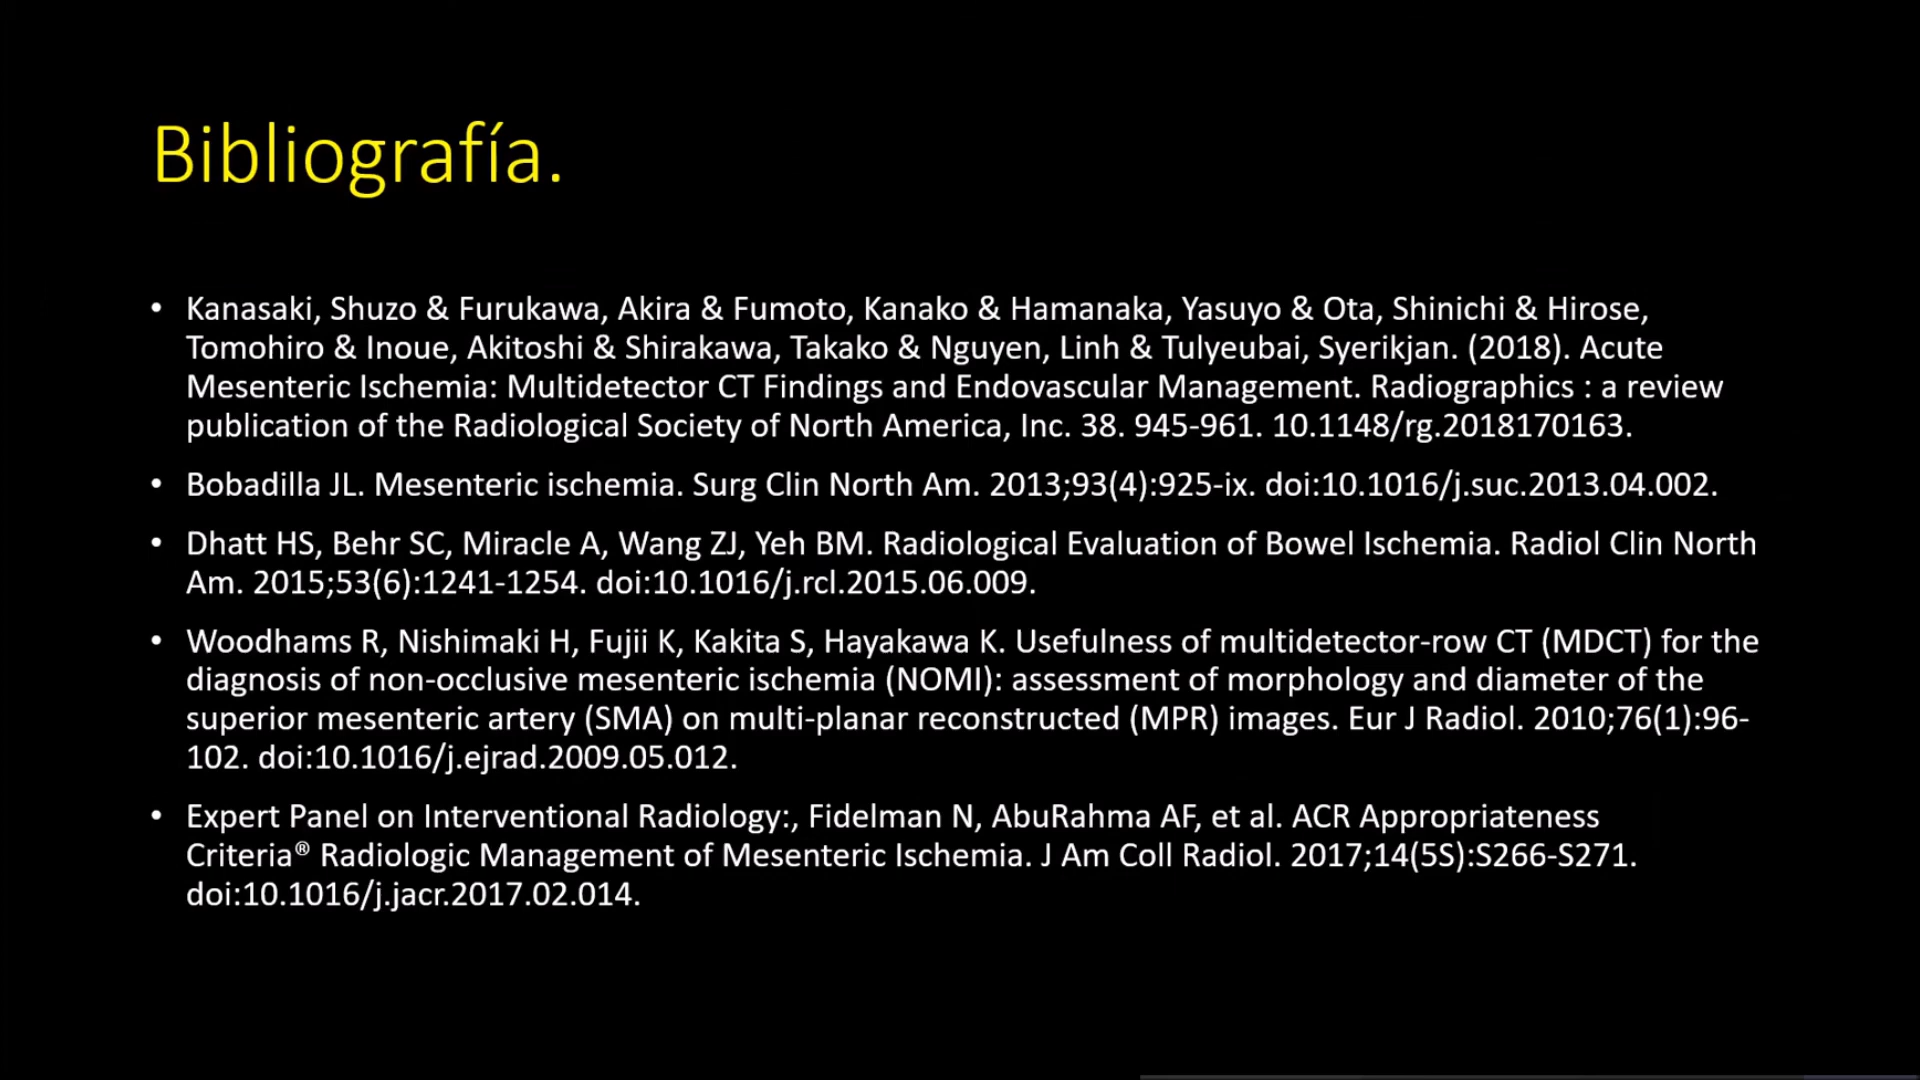 Bibliografía.
• Kanasaki, Shuzo & Furukawa, Akira & Fumoto, Kanako & Hamanaka, Yasuyo & Ota, Shinichi & Hirose,
Tomohiro & Inoue, Akitoshi & Shirakawa, Takako & Nguyen, Linh & Tulyeubai, Syerikjan. (2018). Acute
Mesenteric Ischemia: Multidetector CT Findings and Endovascular Management. Radiographics : a review
publication of the Radiological Society of North America, Inc. 38. 945-961. 10.1148/rg.2018170163.
• Bobadilla JL. Mesenteric ischemia. Surg Clin North Am. 2013;93(4):925-ix. doi:10.1016/j.suc.2013.04.002.
• Dhatt HS, Behr SC, Miracle A, Wang ZJ, Yeh BM. Radiological Evaluation of Bowel Ischemia. Radiol Clin North
Am. 2015;53(6):1241-1254. doi:10.1016/j.rcl.2015.06.009.
• Woodhams R, Nishimaki H, Fujii K, Kakita S, Hayakawa K. Usefulness of multidetector-row CT (MDCT) for the
diagnosis of non-occlusive mesenteric ischemia (NOMI): assessment of morphology and diameter of the
superior mesenteric artery (SMA) on multi-planar reconstructed (MPR) images. Eur J Radiol. 2010;76(1):96-
102. doi:10.1016/j.ejrad.2009.05.012.
• Expert Panel on Interventional Radiology:, Fidelman N, AbuRahma AF, et al. ACR Appropriateness
Criteria® Radiologic Management of Mesenteric Ischemia. J Am Coll Radiol. 2017;14(5S):S266-S271.
doi:10.1016/j.jacr.2017.02.014.